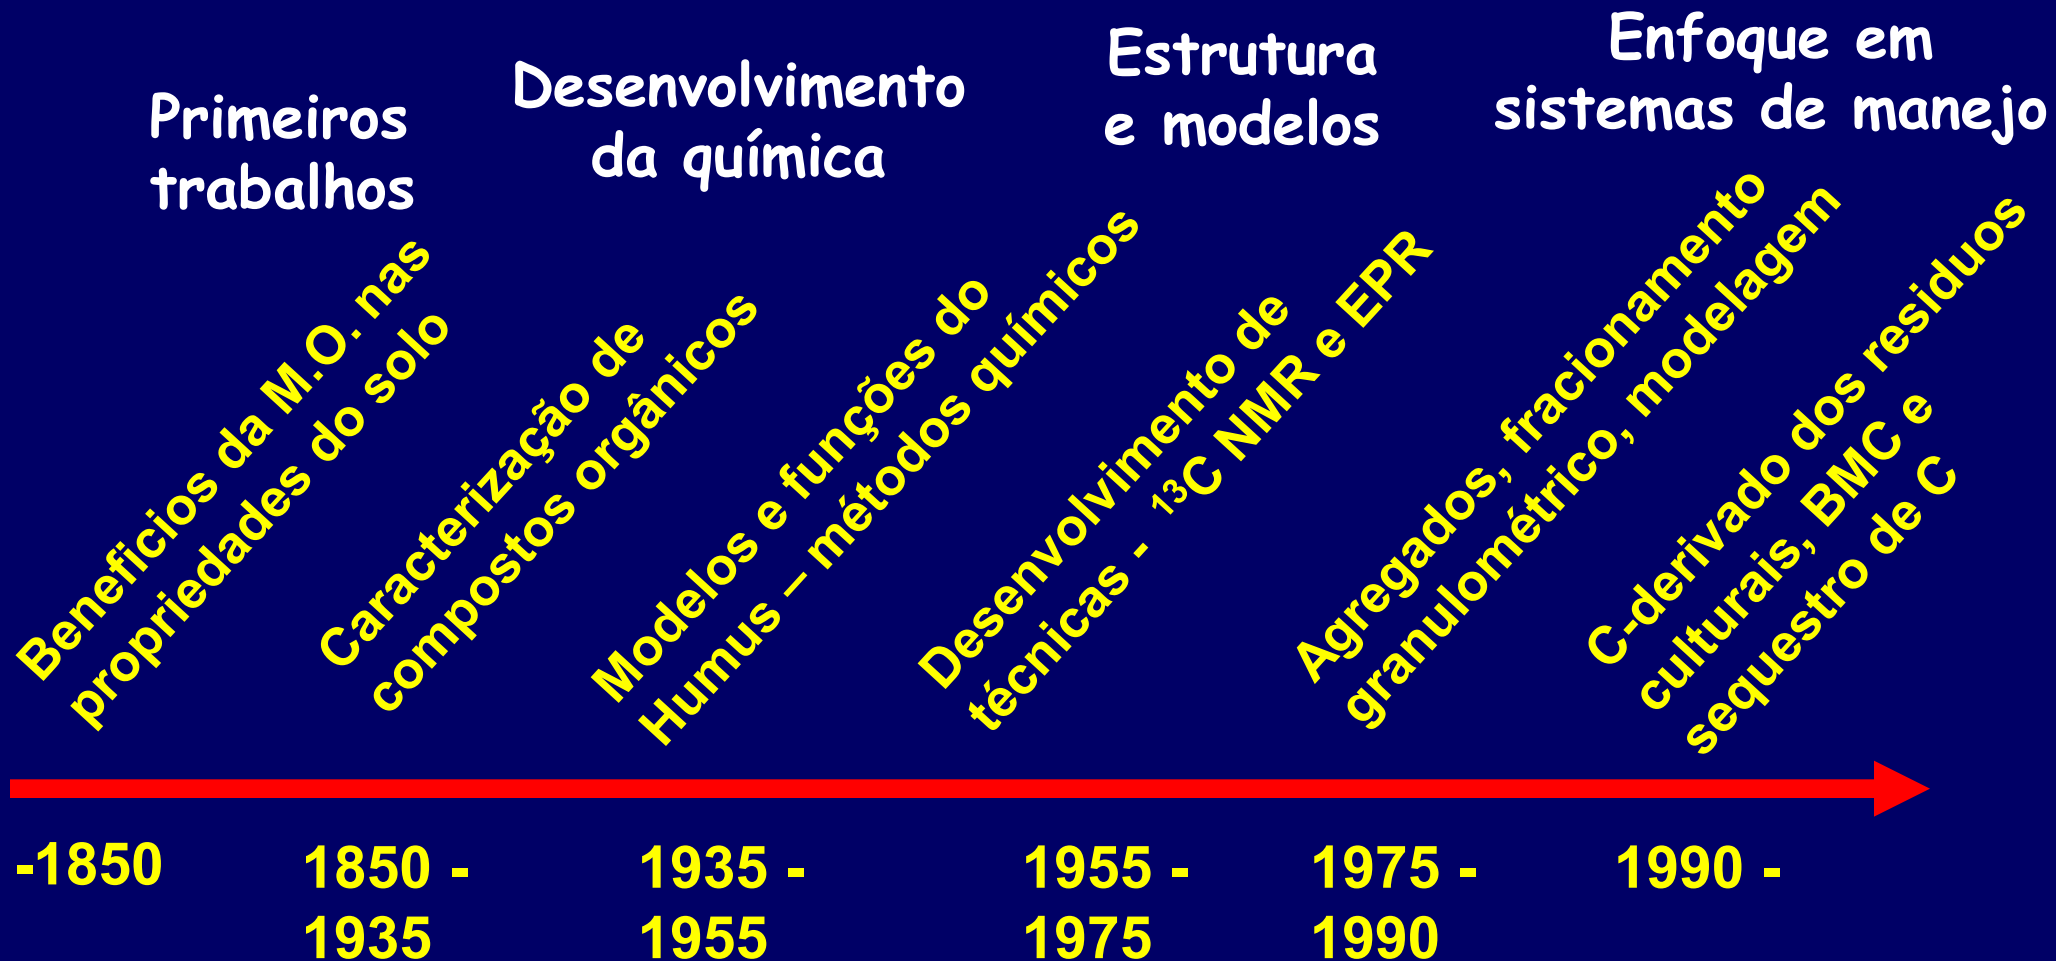 Primeiros
trabalhos
Desenvolvimento
da química
Estrutura
e modelos
Enfoque em
sistemas de manejo
Beneficios da M.O. nas
propriedades do solo
Caracterização de
compostos orgânicos
Modelos e funções do
Humus – métodos químicos
Desenvolvimento de
técnicas - ¹³C NMR e EPR
Agregados, fracionamento
granulométrico, modelagem
C-derivado dos residuos
culturais, BMC e
sequestro de C
-1850
1850 -
1935
1935 -
1955
1955 -
1975
1975 -
1990
1990 -